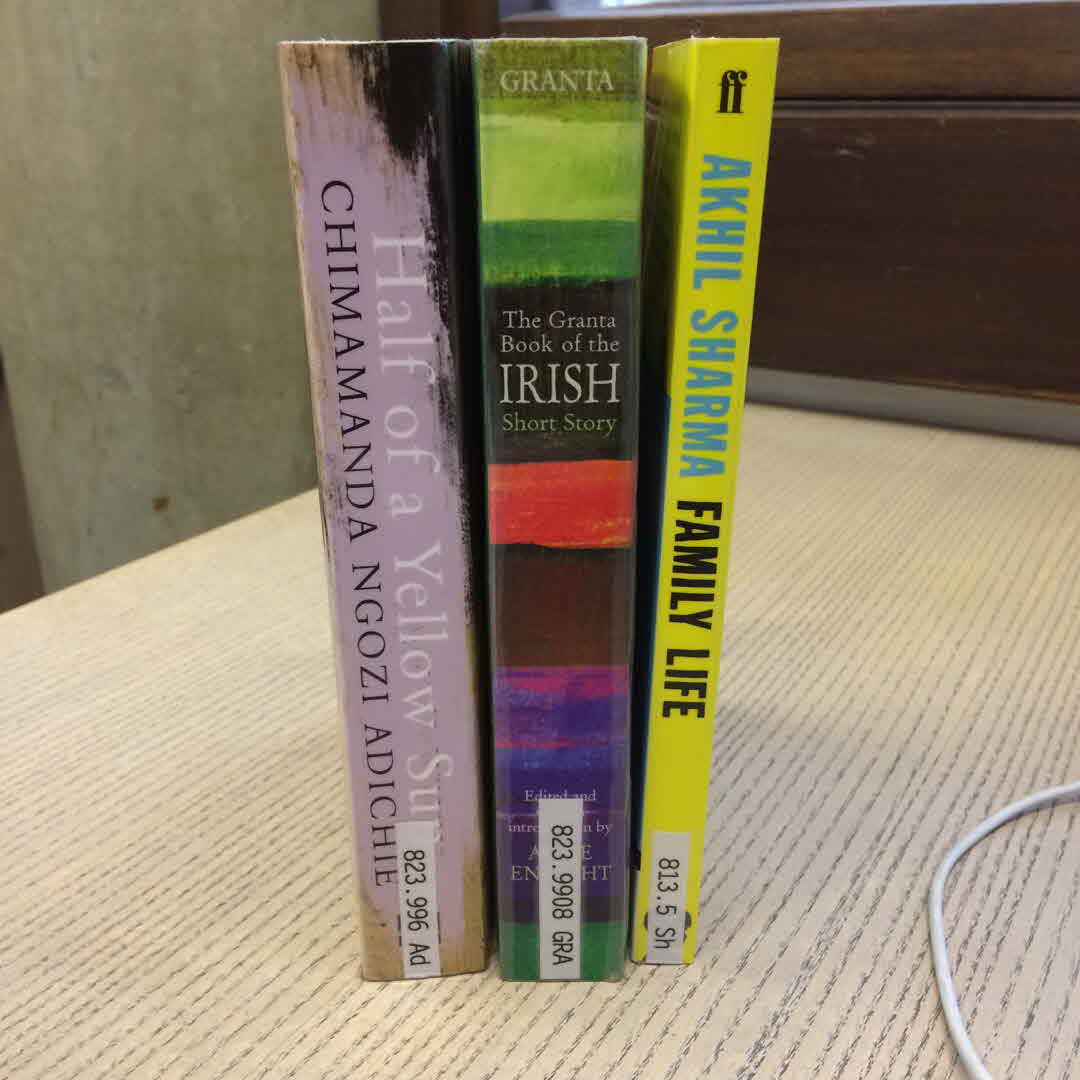 Half of a Yellow
CHIMAMANDA NGOZI ADICHIE
823.996 Ad
GRANTA
The Granta
Book of the
IRISH
Short Story
Edited and
by
823.9908 GRA
ff
AKHIL SHARMA FAMILY LIFE
813.5 Sh